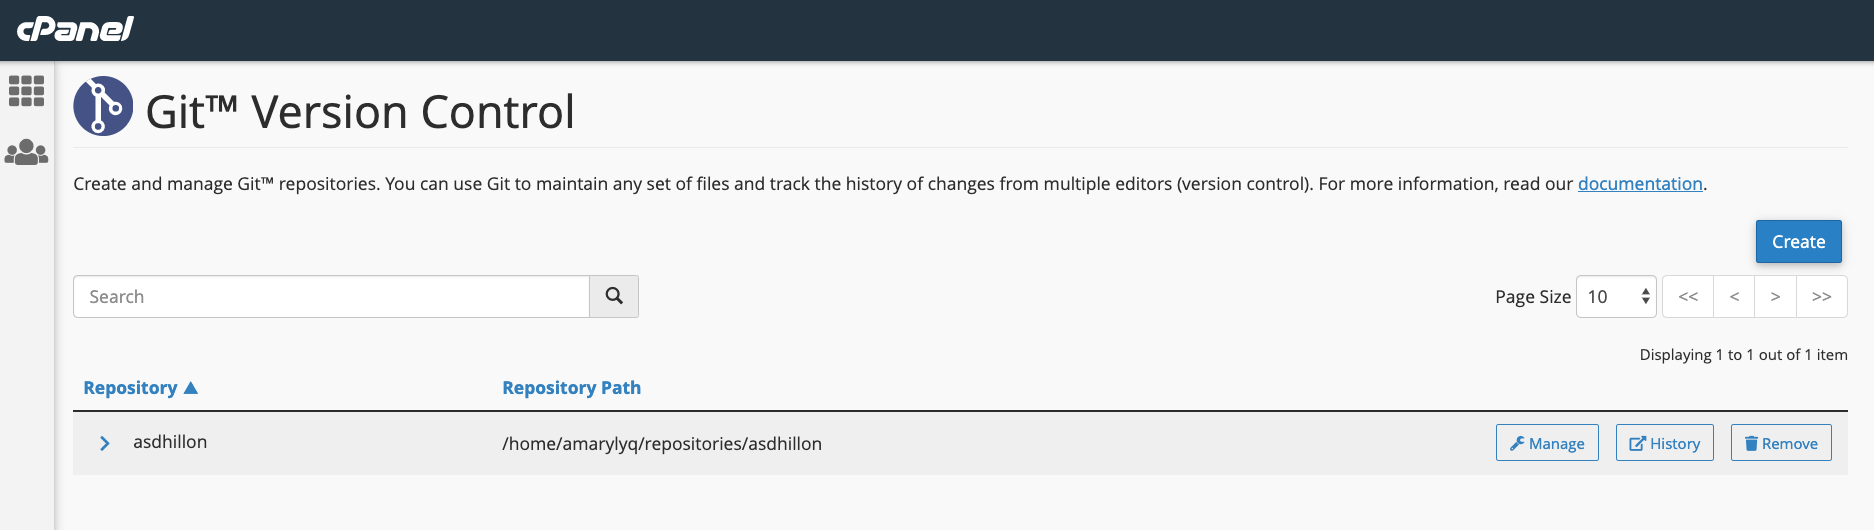 cPanel
Git™ Version Control
Create and manage Git™ repositories. You can use Git to maintain any set of files and track the history of changes from multiple editors (version control). For more information, read our documentation.
Create
Search
Page Size 10 << < > >>
Displaying 1 to 1 out of 1 item
Repository ▲ Repository Path
asdhillon /home/amarylyq/repositories/asdhillon Manage History Remove